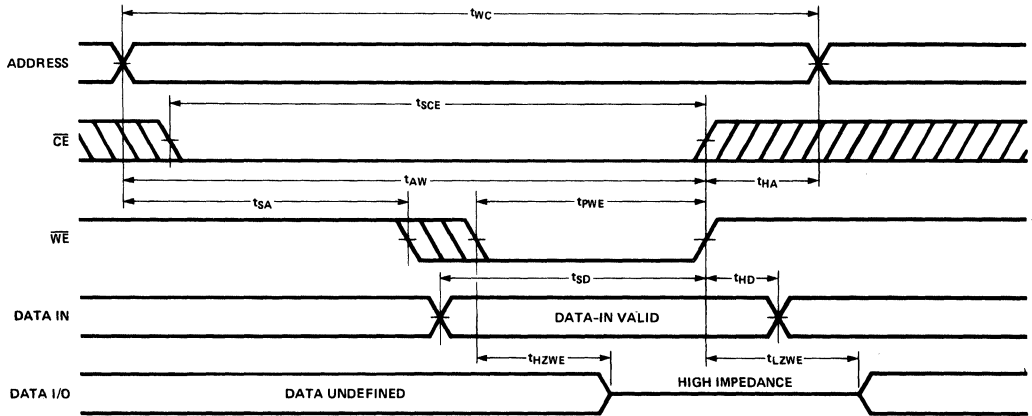 tWC
ADDRESS
tSCE
CE
tAW
tHA
tSA
tPWE
WE
tSD
tHD
DATA IN
DATA-IN VALID
tHZWE
tLZWE
DATA I/O
DATA UNDEFINED
HIGH IMPEDANCE